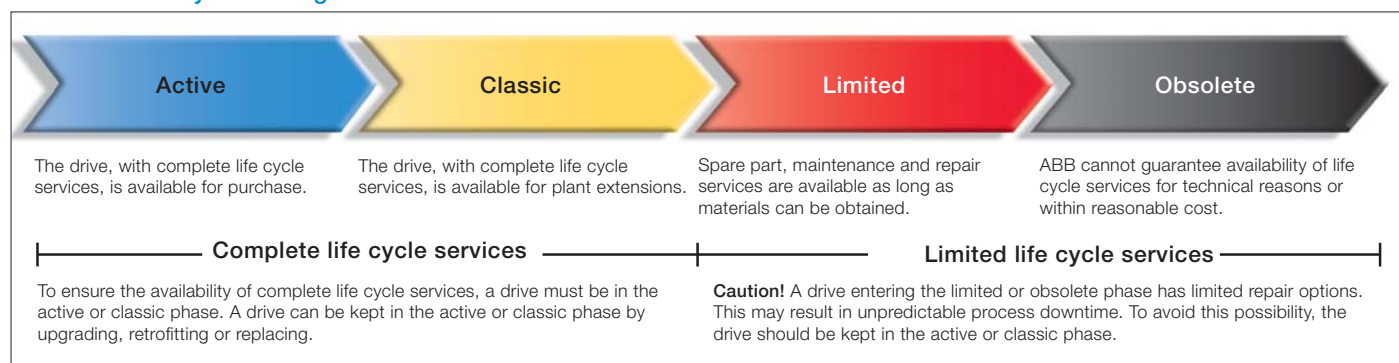 Active
Classic
Limited
Obsolete
The drive, with complete life cycle
services, is available for purchase.
The drive, with complete life cycle
services, is available for plant extensions.
Spare part, maintenance and repair
services are available as long as
materials can be obtained.
ABB cannot guarantee availability of life
cycle services for technical reasons or
within reasonable cost.
Complete life cycle services
Limited life cycle services
To ensure the availability of complete life cycle services, a drive must be in the
active or classic phase. A drive can be kept in the active or classic phase by
upgrading, retrofitting or replacing.
Caution! A drive entering the limited or obsolete phase has limited repair options.
This may result in unpredictable process downtime. To avoid this possibility, the
drive should be kept in the active or classic phase.